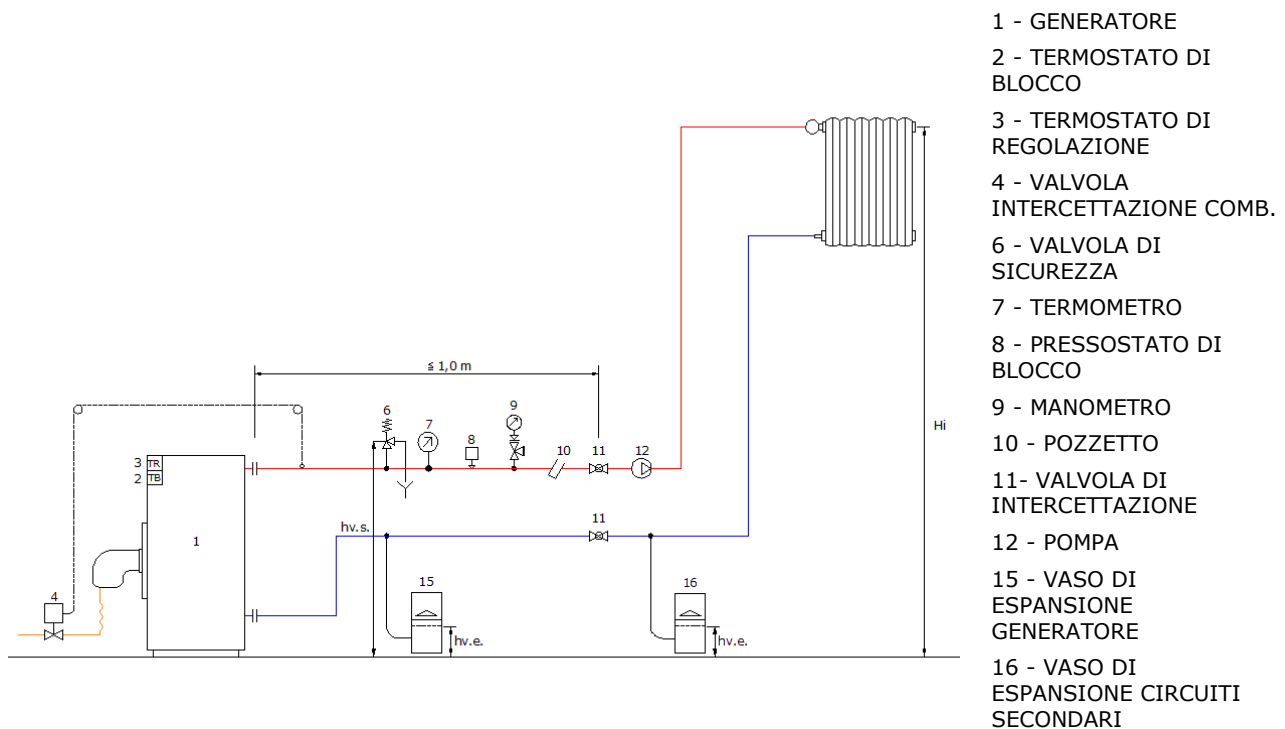 1 - GENERATORE
2 - TERMOSTATO DI
BLOCCO
3 - TERMOSTATO DI
REGOLAZIONE
4 - VALVOLA
INTERCETTAZIONE COMB.
6 - VALVOLA DI
SICUREZZA
7 - TERMOMETRO
8 - PRESSOSTATO DI
BLOCCO
9 - MANOMETRO
10 - POZZETTO
11- VALVOLA DI
INTERCETTAZIONE
12 - POMPA
15 - VASO DI
ESPANSIONE
GENERATORE
16 - VASO DI
ESPANSIONE CIRCUITI
SECONDARI
≦ 1,0 m
6
7
8
9
10
11
12
Hi
3 TR
2 TB
1
hv.s.
11
4
15
hv.e.
16
hv.e.